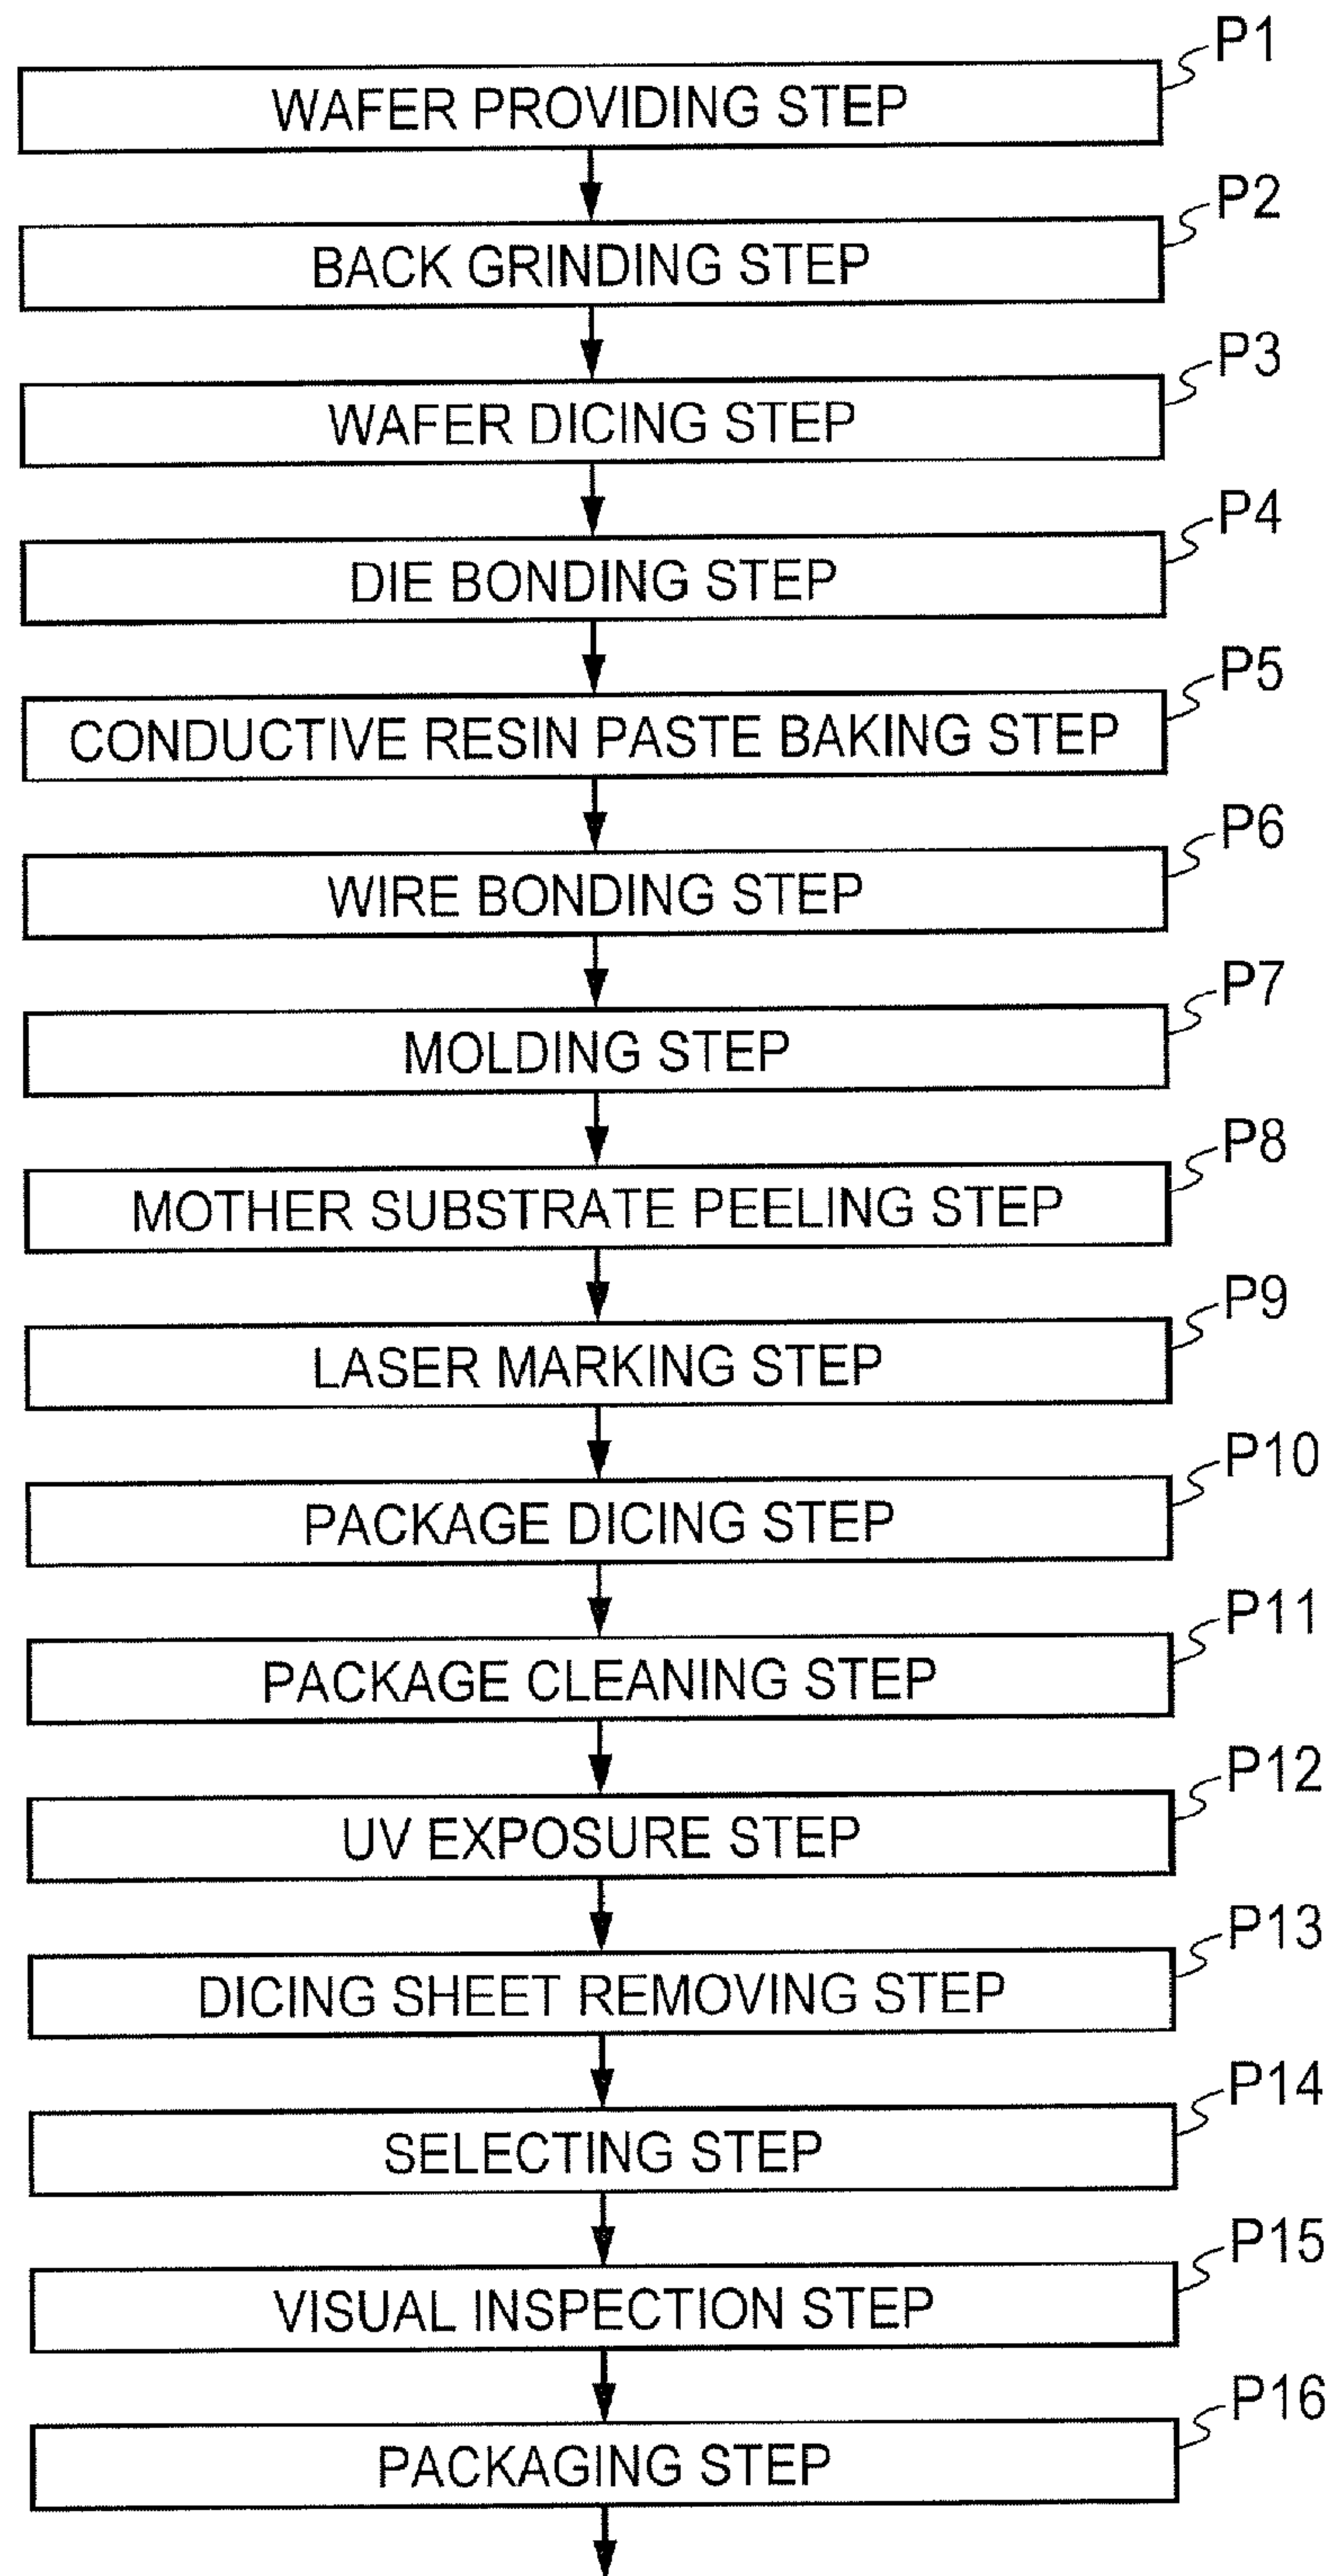 P1
WAFER PROVIDING STEP
P2
BACK GRINDING STEP
P3
WAFER DICING STEP
P4
DIE BONDING STEP
P5
CONDUCTIVE RESIN PASTE BAKING STEP
P6
WIRE BONDING STEP
P7
MOLDING STEP
P8
MOTHER SUBSTRATE PEELING STEP
P9
LASER MARKING STEP
P10
PACKAGE DICING STEP
P11
PACKAGE CLEANING STEP
P12
UV EXPOSURE STEP
P13
DICING SHEET REMOVING STEP
P14
SELECTING STEP
P15
VISUAL INSPECTION STEP
P16
PACKAGING STEP